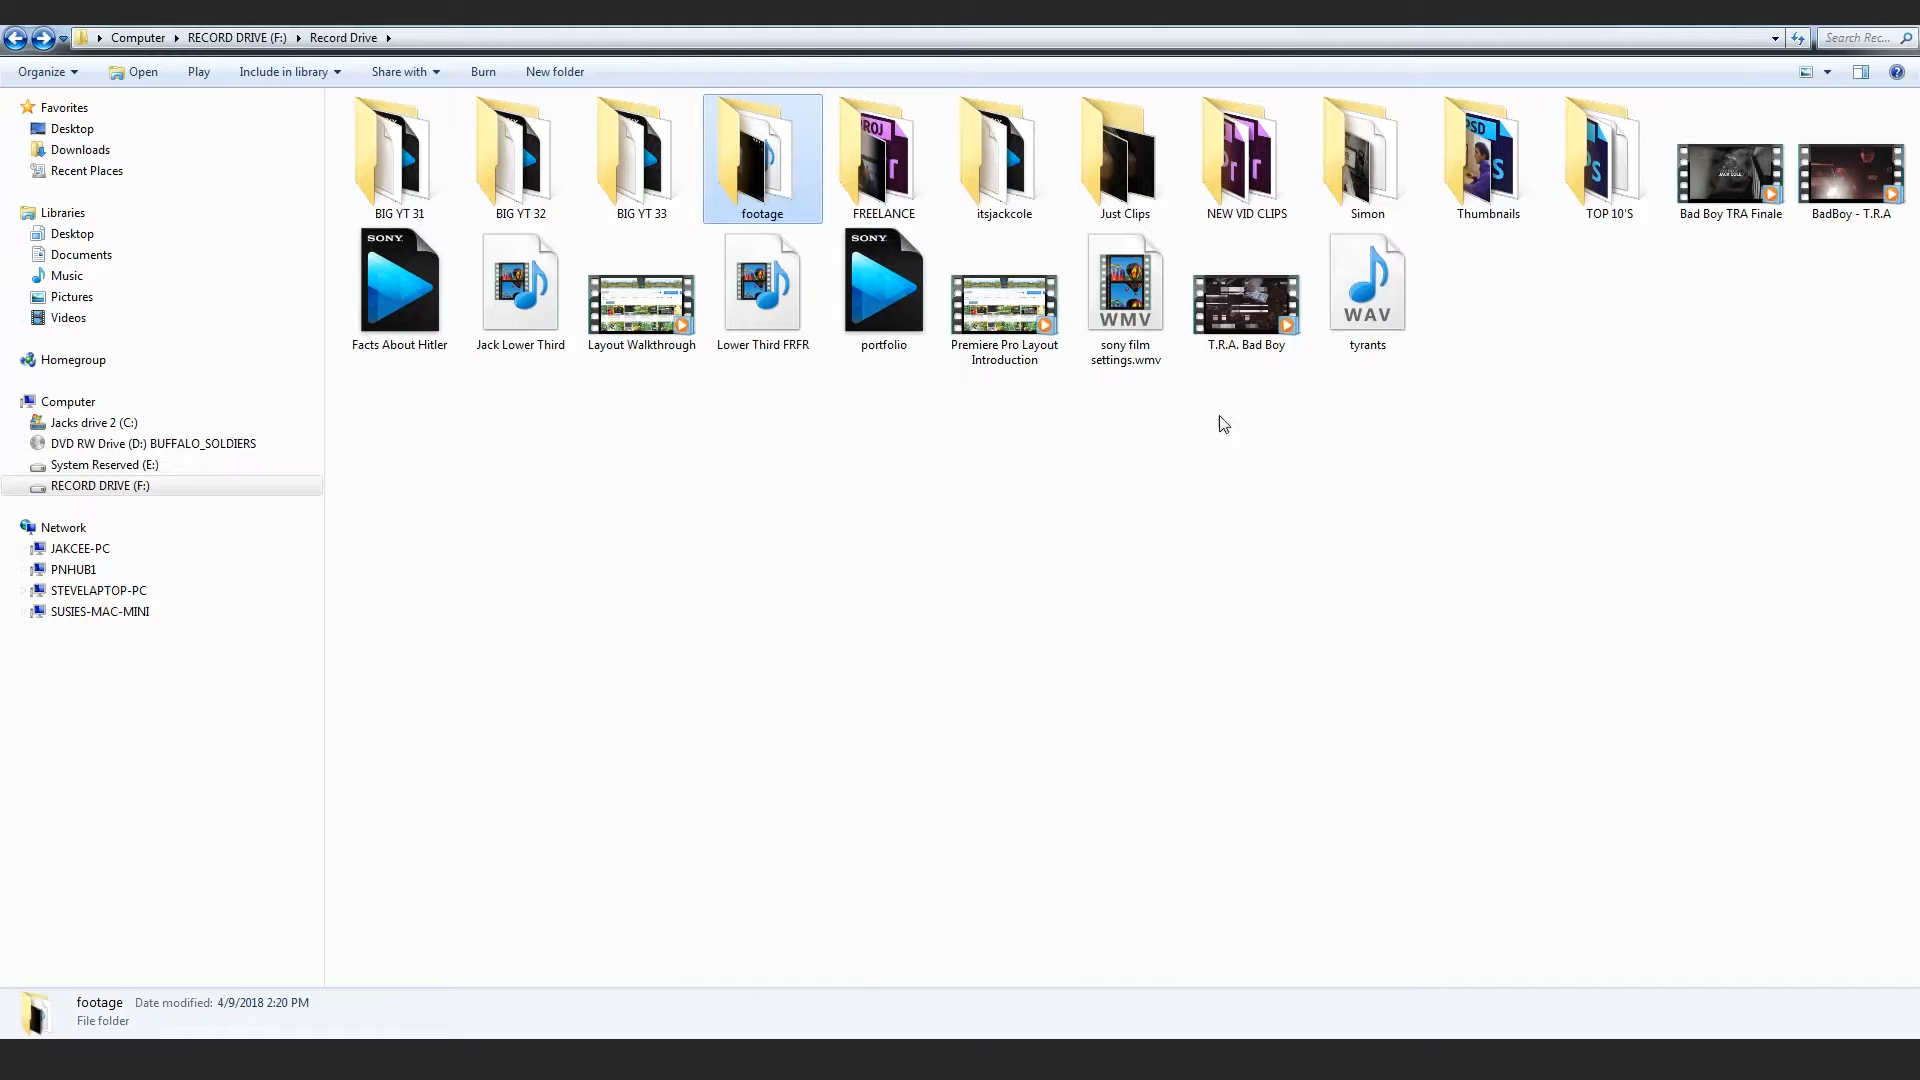 Computer RECORD DRIVE (F:) Record Drive
Search Rec...
Organize Open Play Include in library Share with Burn New folder
Favorites
Desktop
Downloads
Recent Places
Libraries
Desktop
Documents
Music
Pictures
Videos
Homegroup
Computer
Jacks drive 2 (C:)
DVD RW Drive (D:) BUFFALO_SOLDIERS
System Reserved (E:)
RECORD DRIVE (F:)
Network
JAKCEE-PC
PNHUB1
STEVELAPTOP-PC
SUSIES-MAC-MINI
PSD
BIG YT 31 BIG YT 32 BIG YT 33 footage FREELANCE itsjackcole Just Clips NEW VID CLIPS Simon Thumbnails TOP 10'S Bad Boy TRA Finale BadBoy - T.R.A
SONY SONY
WMV WAV
Facts About Hitler Jack Lower Third Layout Walkthrough Lower Third FRFR portfolio Premiere Pro Layout Introduction sony film settings.wmv T.R.A. Bad Boy tyrants
footage Date modified: 4/9/2018 2:20 PM
File folder